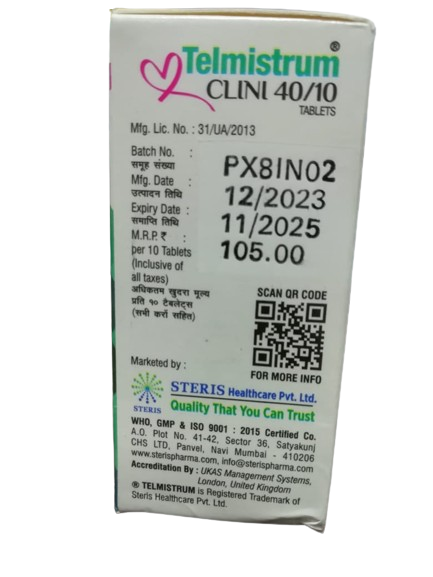 Telmistrum®
CLINI 40/10
TABLETS
Mfg. Lic. No. : 31/UA/2013
Batch No. : PX8IN02
समूह संख्या
Mfg. Date : 12/2023
उत्पादन तिथि
Expiry Date : 11/2025
समाप्ति तिथि
M.R.P. ₹ : 105.00
per 10 Tablets
(Inclusive of
all taxes)
अधिकतम खुदरा मूल्य
प्रति १० टैबलेट्स
(सभी करों सहित)
SCAN QR CODE
FOR MORE INFO
Marketed by :
STERIS
STERIS Healthcare Pvt. Ltd.
Quality That You Can Trust
WHO, GMP & ISO 9001 : 2015 Certified Co.
A.O. Plot No. 41-42, Sector 36, Satyakunj
CHS LTD, Panvel, Navi Mumbai - 410206
www.sterispharma.com, info@sterispharma.com
Accreditation By : UKAS Management Systems,
London, United Kingdom
® TELMISTRUM is Registered Trademark of
Steris Healthcare Pvt. Ltd.